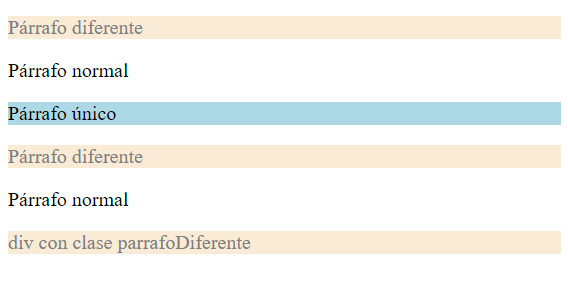 Párrafo diferente
Párrafo normal
Párrafo único
Párrafo diferente
Párrafo normal
div con clase parrafoDiferente